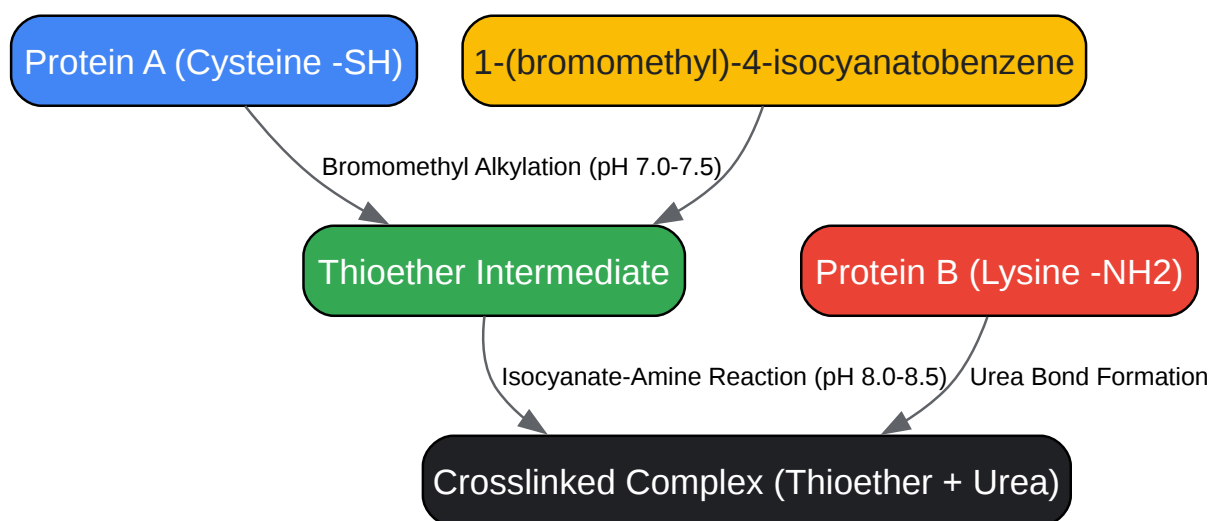 Protein A (Cysteine -SH)
1-(bromomethyl)-4-isocyanatobenzene
Bromomethyl Alkylation (pH 7.0-7.5)
Thioether Intermediate
Protein B (Lysine -NH2)
Isocyanate-Amine Reaction (pH 8.0-8.5)
Urea Bond Formation
Crosslinked Complex (Thioether + Urea)